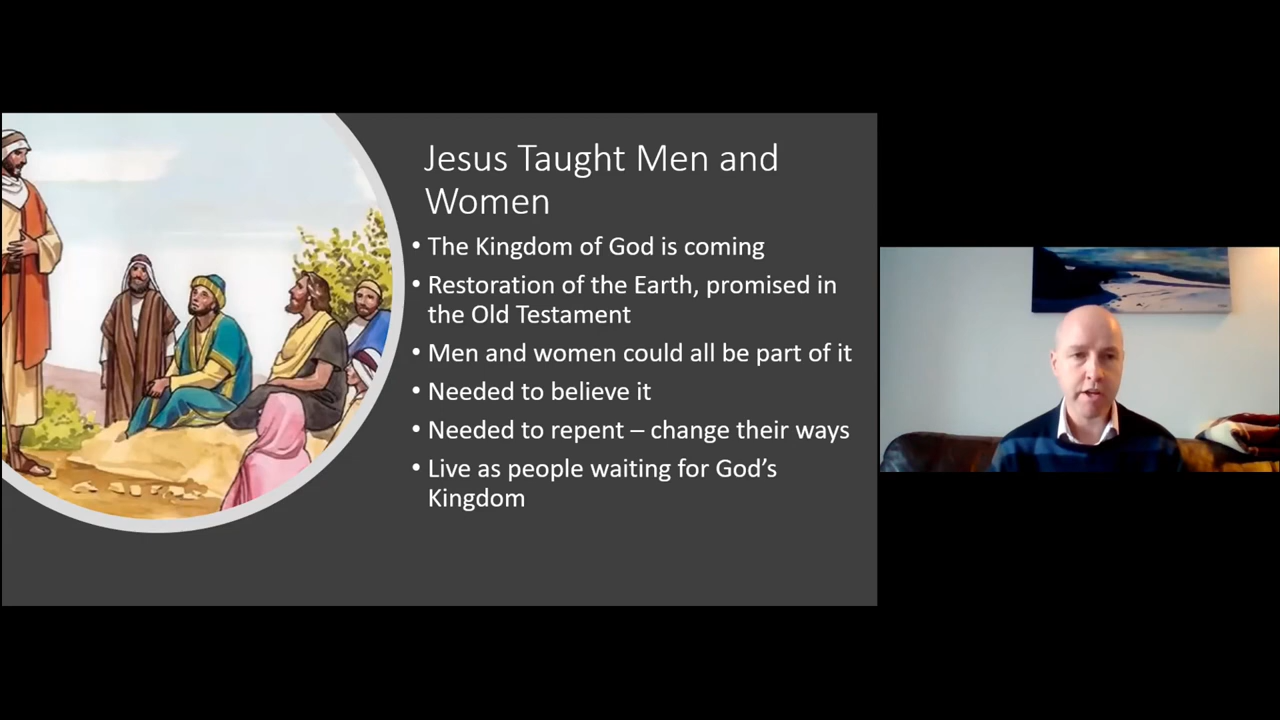 Jesus Taught Men and
Women
• The Kingdom of God is coming
• Restoration of the Earth, promised in
the Old Testament
• Men and women could all be part of it
• Needed to believe it
• Needed to repent – change their ways
• Live as people waiting for God’s
Kingdom